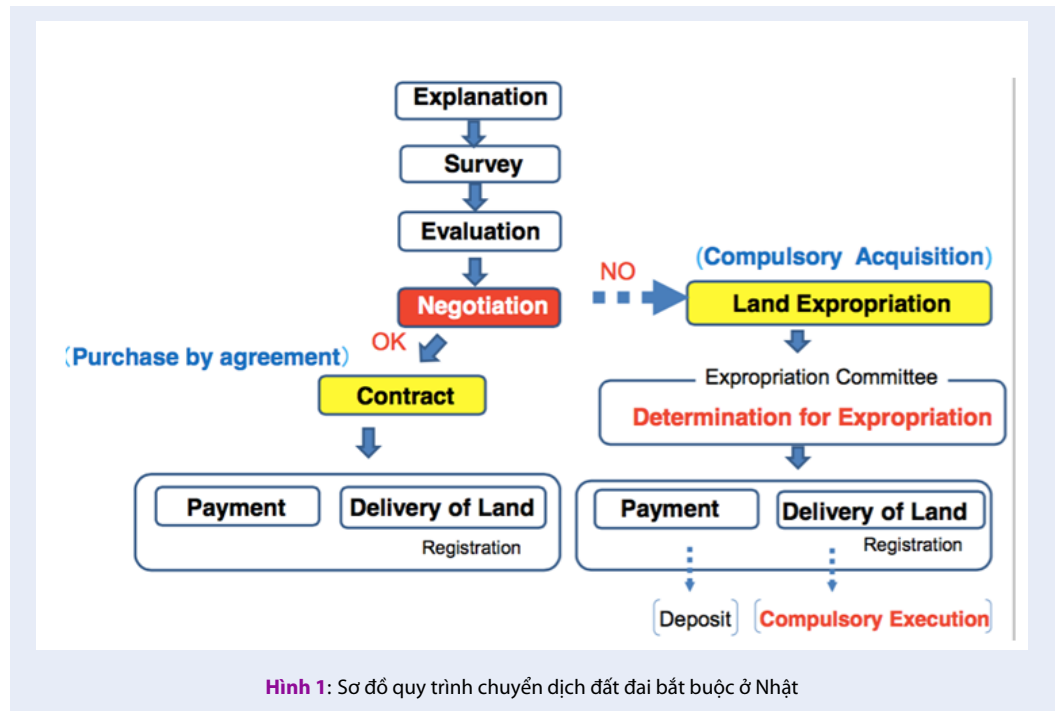 Explanation
Survey
Evaluation
Negotiation
NO
(Compulsory Acquisition)
Land Expropriation
OK
(Purchase by agreement)
Contract
Expropriation Committee
Determination for Expropriation
Payment
Delivery of Land
Registration
Payment
Delivery of Land
Registration
[Deposit]
[Compulsory Execution]
Hình 1: Sơ đồ quy trình chuyển dịch đất đai bắt buộc ở Nhật